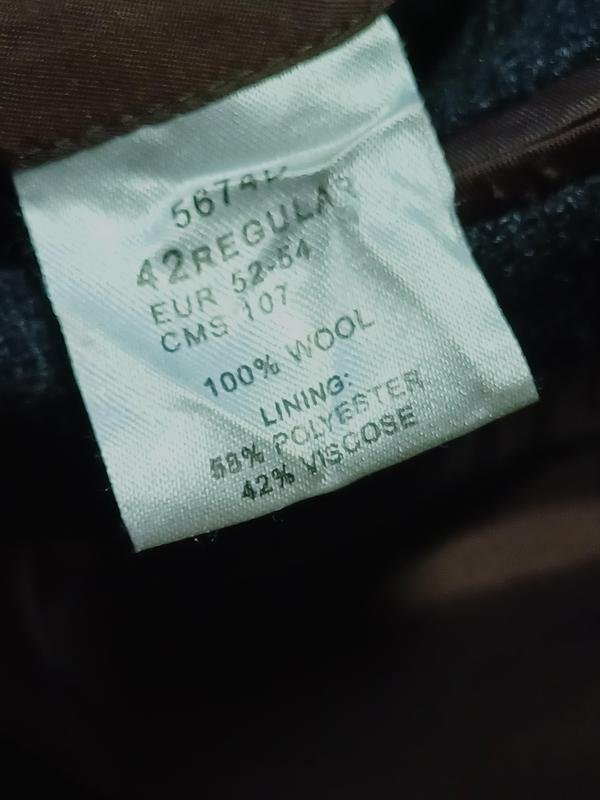 42REGULAR
EUR 52-54
CMS 107
100% WOOL
LINING:
58% POLYESTER
42% VISCOSE